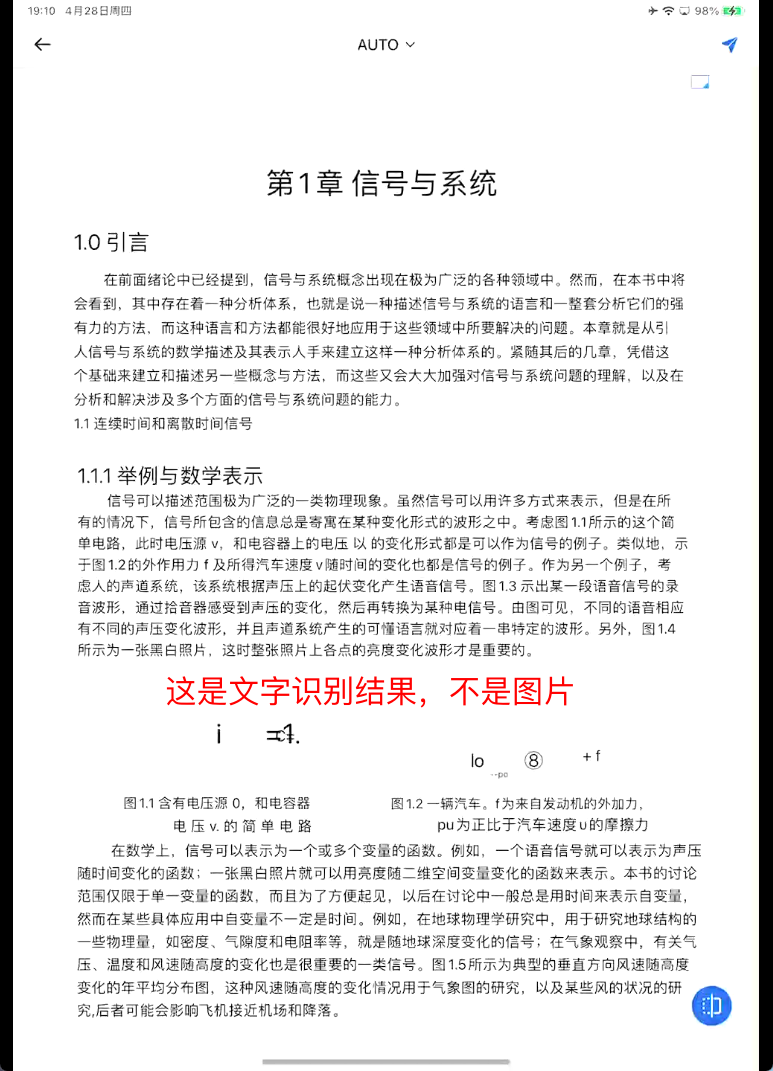 19:10 4月28日周四
98%
AUTO
第1章 信号与系统
1.0 引言
在前面绪论中已经提到，信号与系统概念出现在极为广泛的各种领域中。然而，在本书中将
会看到，其中存在着一种分析体系，也就是说一种描述信号与系统的语言和一整套分析它们的强
有力的方法，而这种语言和方法都能很好地应用于这些领域中所要解决的问题。本章就是从引
人信号与系统的数学描述及其表示人手来建立这样一种分析体系的。紧随其后的几章，凭借这
个基础来建立和描述另一些概念与方法，而这些又会大大加强对信号与系统问题的理解，以及在
分析和解决涉及多个方面的信号与系统问题的能力。
1.1 连续时间和离散时间信号
1.1.1 举例与数学表示
信号可以描述范围极为广泛的一类物理现象。虽然信号可以用许多方式来表示，但是在所
有的情况下，信号所包含的信息总是寄寓在某种变化形式的波形之中。考虑图1.1所示的这个简
单电路，此时电压源 v，和电容器上的电压 以 的变化形式都是可以作为信号的例子。类似地，示
于图1.2的外作用力 f 及所得汽车速度 v 随时间的变化也都是信号的例子。作为另一个例子，考
虑人的声道系统，该系统根据声压上的起伏变化产生语音信号。图1.3 示出某一段语音信号的录
音波形，通过拾音器感受到声压的变化，然后再转换为某种电信号。由图可见，不同的语音相应
有不同的声压变化波形，并且声道系统产生的可懂语言就对应着一串特定的波形。另外，图1.4
所示为一张黑白照片，这时整张照片上各点的亮度变化波形才是重要的。
这是文字识别结果，不是图片
i
lo ⑧ + f
--po
图1.1 含有电压源 0，和电容器
电 压 v. 的 简 单 电 路
图1.2 一辆汽车。f 为来自发动机的外加力，
pu为正比于汽车速度υ的摩擦力
在数学上，信号可以表示为一个或多个变量的函数。例如，一个语音信号就可以表示为声压
随时间变化的函数；一张黑白照片就可以用亮度随二维空间变量变化的函数来表示。本书的讨论
范围仅限于单一变量的函数，而且为了方便起见，以后在讨论中一般总是用时间来表示自变量，
然而在某些具体应用中自变量不一定是时间。例如，在地球物理学研究中，用于研究地球结构的
一些物理量，如密度、气隙度和电阻率等，就是随地球深度变化的信号；在气象观察中，有关气
压、温度和风速随高度的变化也是很重要的一类信号。图1.5所示为典型的垂直方向风速随高度
变化的年平均分布图，这种风速随高度的变化情况用于气象图的研究，以及某些风的状况的研
究,后者可能会影响飞机接近机场和降落。